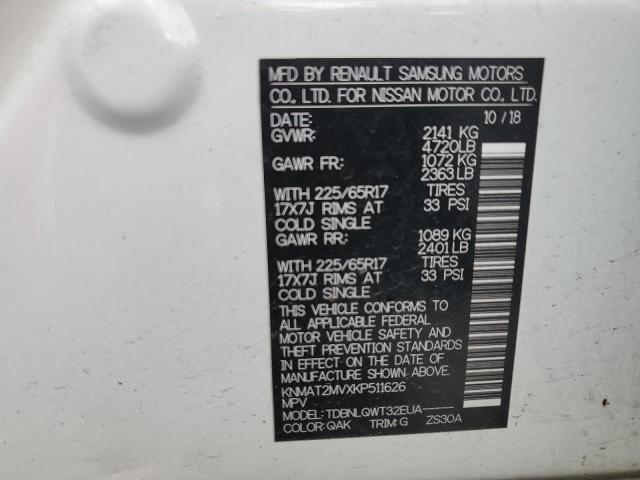 MFD BY RENAULT SAMSUNG MOTORS
CO., LTD. FOR NISSAN MOTOR CO., LTD.
DATE: 10/18
GVWR: 2141 KG
4720LB
GAWR FR: 1072 KG
2363 LB
WITH 225/65R17 TIRES
17X7J RIMS AT 33 PSI
COLD SINGLE
GAWR RR: 1089 KG
2401 LB
WITH 225/65R17 TIRES
17X7J RIMS AT 33 PSI
COLD SINGLE
THIS VEHICLE CONFORMS TO
ALL APPLICABLE FEDERAL
MOTOR VEHICLE SAFETY AND
THEFT PREVENTION STANDARDS
IN EFFECT ON THE DATE OF
MANUFACTURE SHOWN ABOVE.
KNMAT2MVXKP511626
MPV
MODEL: TDBNLQWT32EUA-----
COLOR: QAK TRIM: G ZS30A